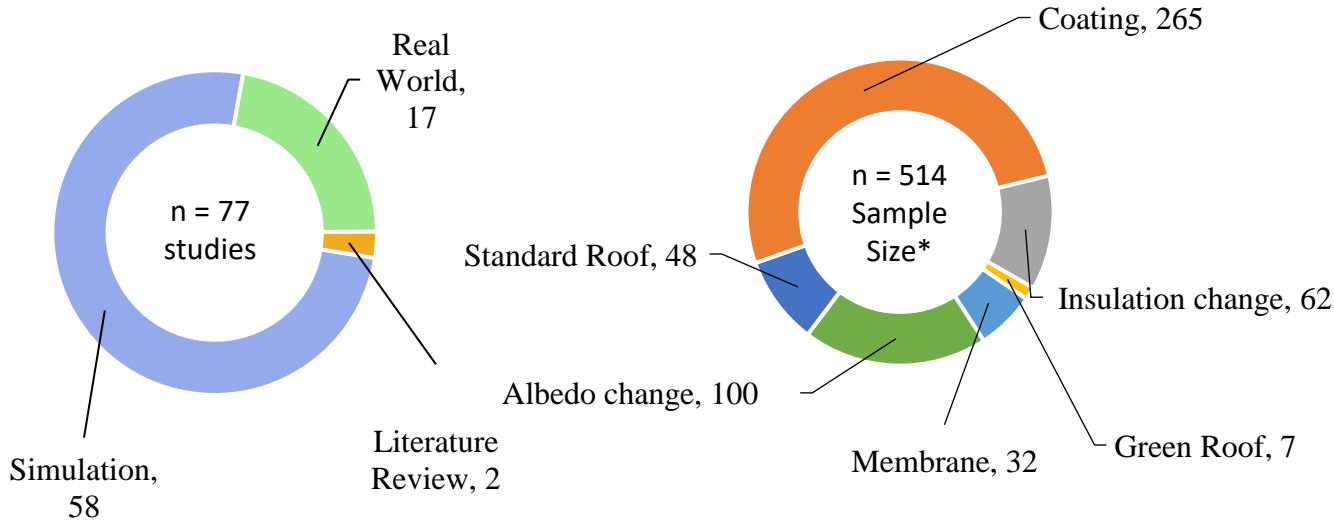 Real
World,
17
n = 77
studies
Simulation,
58
Literature
Review, 2
Coating, 265
n = 514
Sample
Size*
Standard Roof, 48
Insulation change, 62
Albedo change, 100
Green Roof, 7
Membrane, 32